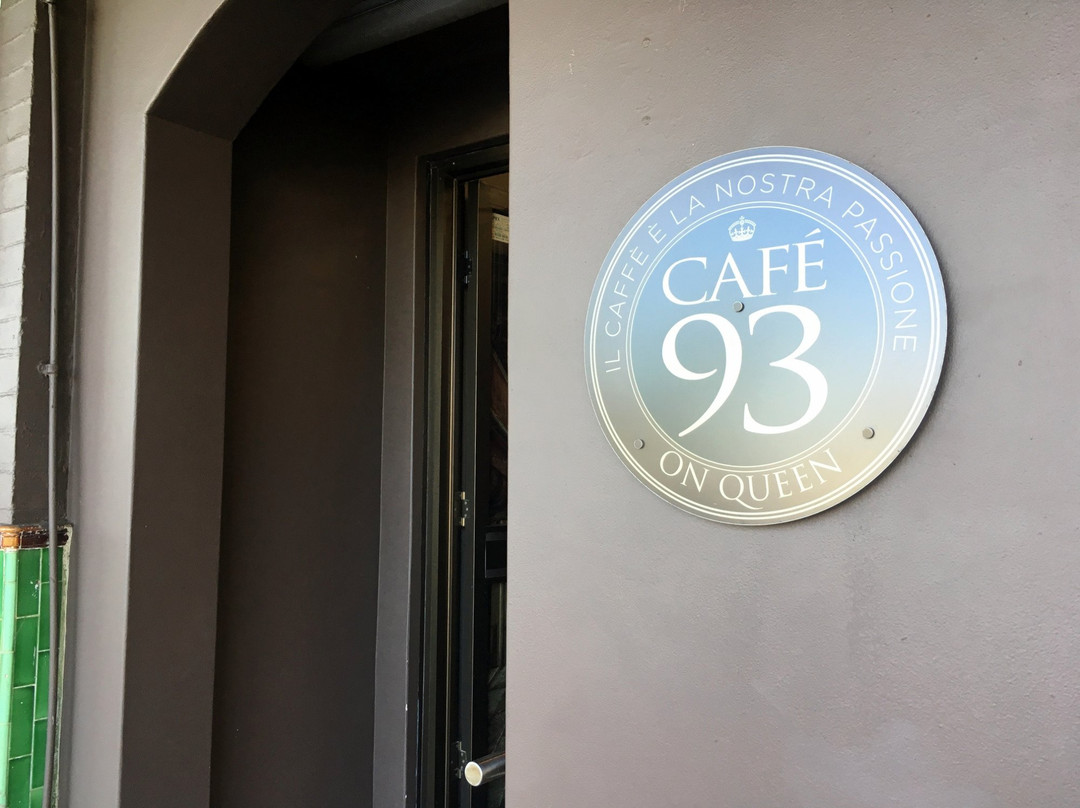 IL CAFFÈ È LA NOSTRA PASSIONE
CAFÉ
93
ON QUEEN